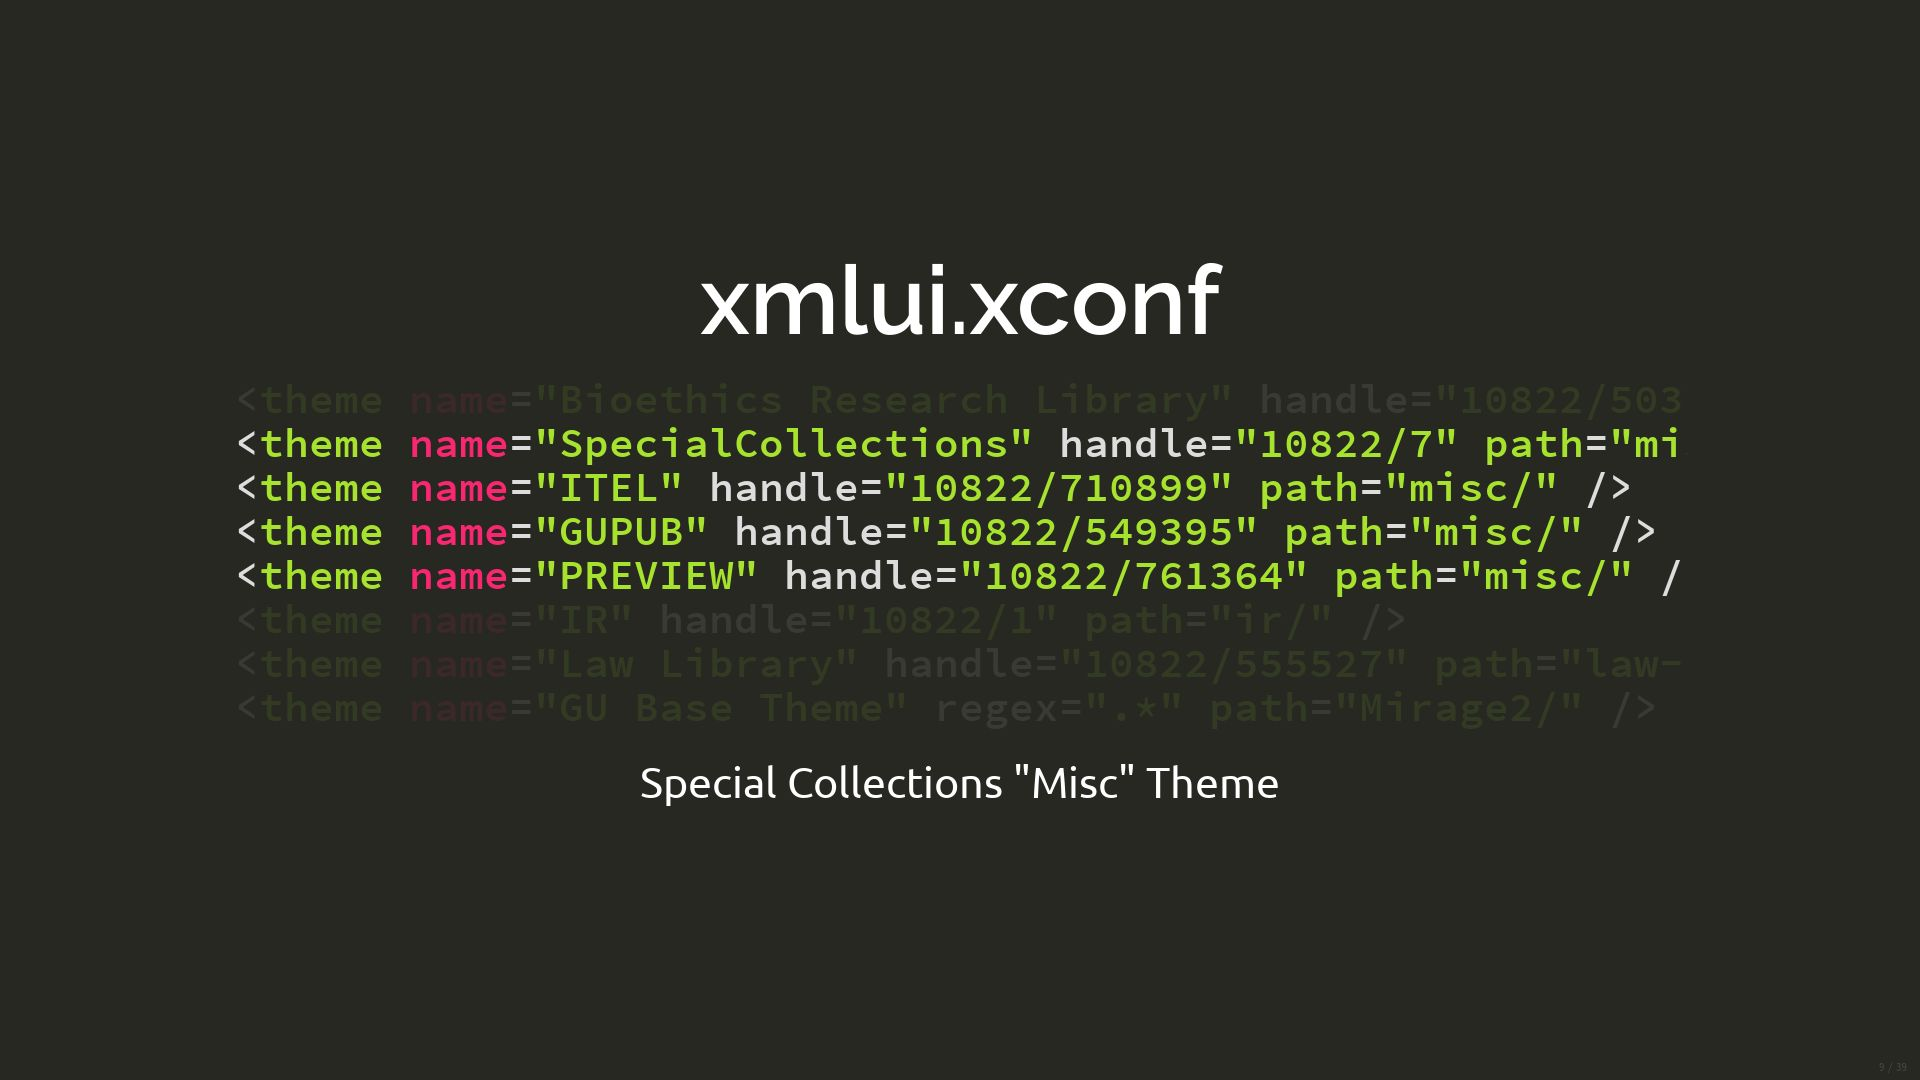 xmlui.xconf
<theme name="Bioethics Research Library" handle="10822/503
<theme name="SpecialCollections" handle="10822/7" path="mi
<theme name="ITEL" handle="10822/710899" path="misc/" />
<theme name="GUPUB" handle="10822/549395" path="misc/" />
<theme name="PREVIEW" handle="10822/761364" path="misc/" /
<theme name="IR" handle="10822/1" path="ir/" />
<theme name="Law Library" handle="10822/555527" path="law-
<theme name="GU Base Theme" regex=".*" path="Mirage2/" />
Special Collections "Misc" Theme
9 / 39